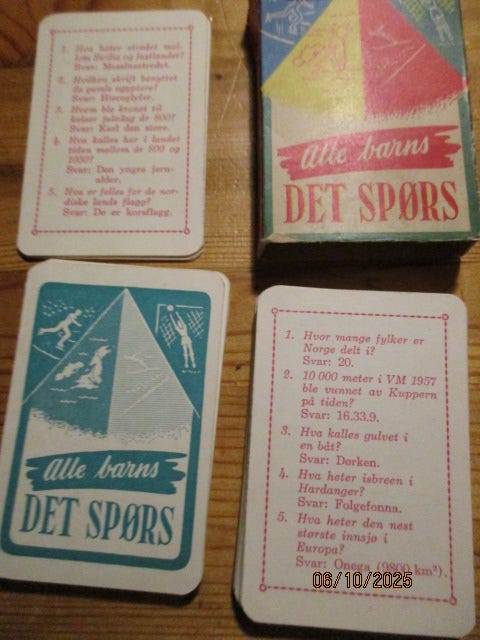 1. Hva heter stredet mel-
lom Sicilia og fastlandet?
Svar: Messinastredet.
2. Hvilken skrift benyttet
de gamle egyptere?
Svar: Hieroglyfer.
3. Hvem ble kronet til
keiser juledag år 800?
Svar: Karl den store.
4. Hva kalles her i landet
tiden mellom år 800 og
1030?
Svar: Den yngre jern-
alder.
5. Hva er felles for de nor-
diske lands flagg?
Svar: De er korsflagg.
Alle barns
DET SPØRS
Alle barns
DET SPØRS
1. Hvor mange fylker er
Norge delt i?
Svar: 20.
2. 10 000 meter i VM 1957
ble vunnet av Kuppern
på tiden?
Svar: 16.33.9.
3. Hva kalles gulvet i
en båt?
Svar: Dørken.
4. Hva heter isbreen i
Hardanger?
Svar: Folgefonna.
5. Hva heter den nest
største innsjø i
Europa?
Svar: Onega (9800 km²).
06/10/2025